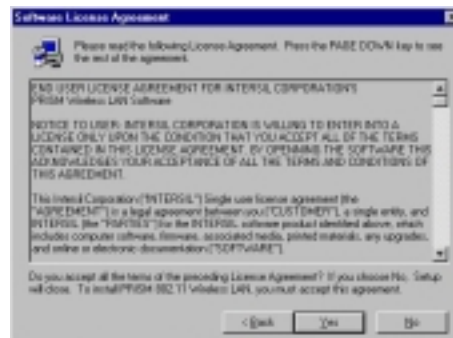 Software License Agreement
Please read the following License Agreement. Press the PAGE DOWN key to see
the rest of the agreement.
END USER LICENSE AGREEMENT FOR INTERSIL CORPORATION'S
PRISM Wireless LAN Software
NOTICE TO USER: INTERSIL CORPORATION IS WILLING TO ENTER INTO A
LICENSE ONLY UPON THE CONDITION THAT YOU ACCEPT ALL OF THE TERMS
CONTAINED IN THIS LICENSE AGREEMENT. BY OPENNING THE SOFTWARE THIS
ADKNOWLEDGES YOUR ACCEPTANCE OF ALL THE TERMS AND CONDITIONS OF
THIS AGREEMENT.
This Intersil Corporation ("INTERSIL") Single user license agreement (the
"AGREEMENT") is a legal agreement between you ("CUSTOMER"), a single entity, and
INTERSIL (the "PARTIES") for the INTERSIL software product identified above, which
includes computer software, firmware, associated media, printed materials, any upgrades,
and online or electronic documentation ("SOFTWARE").
Do you accept all the terms of the preceding License Agreement? If you choose No, Setup
will close. To install PRISM 802.11 Wireless LAN, you must accept this agreement.
< Back
Yes
No